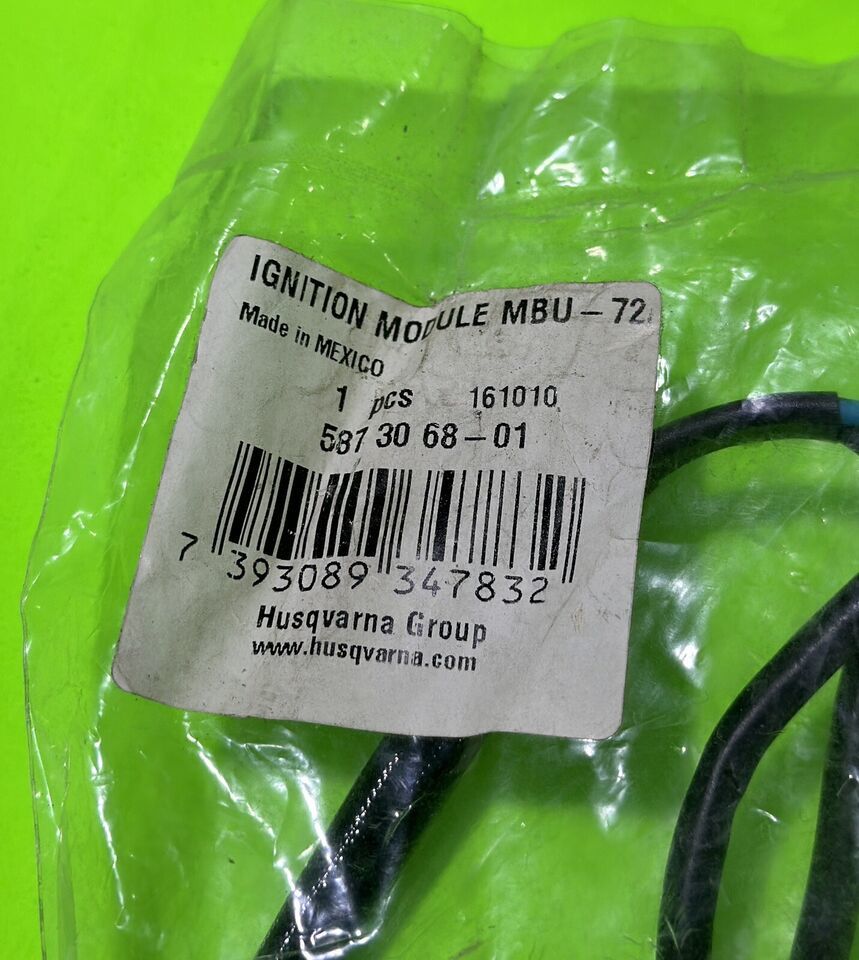 IGNITION MODULE MBU-72
Made in MEXICO
1 pcs 161010
587 30 68-01
7 393089 347832
Husqvarna Group
www.husqvarna.com